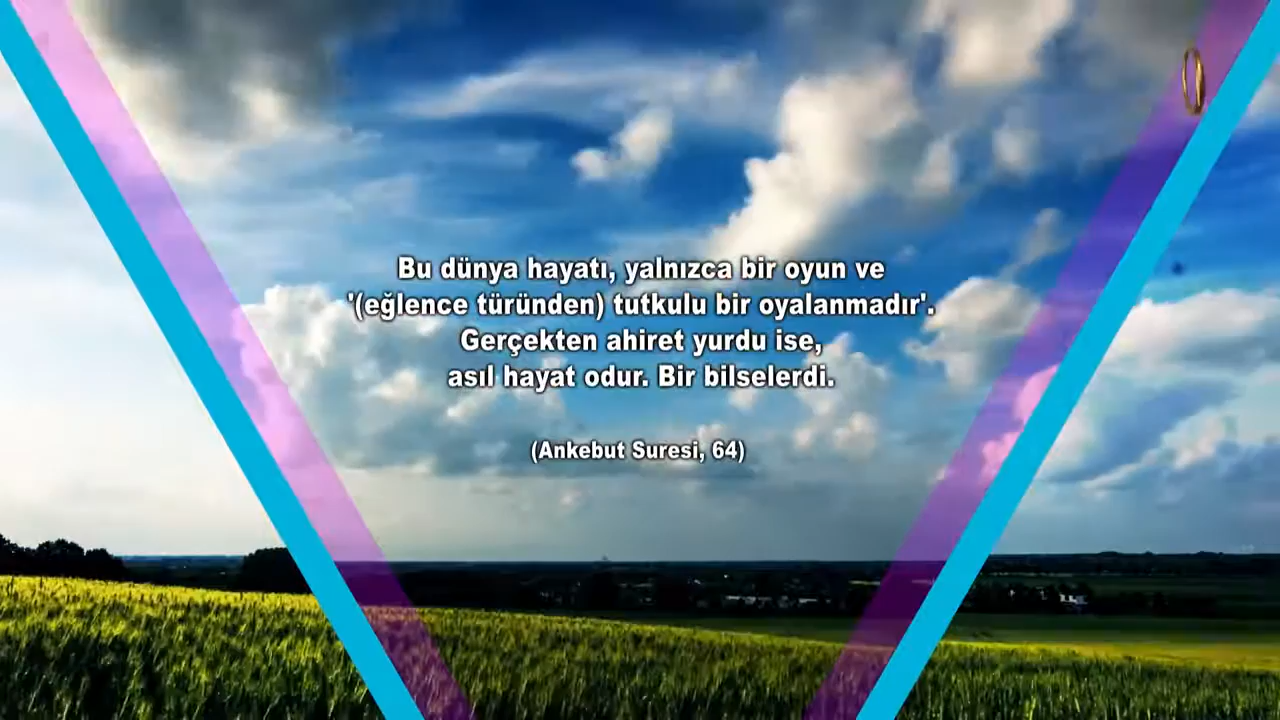 Bu dünya hayatı, yalnızca bir oyun ve
'(eğlence türünden) tutkulu bir oyalanmadır'.
Gerçekten ahiret yurdu ise,
asıl hayat odur. Bir bilselerdi.
(Ankebut Suresi, 64)